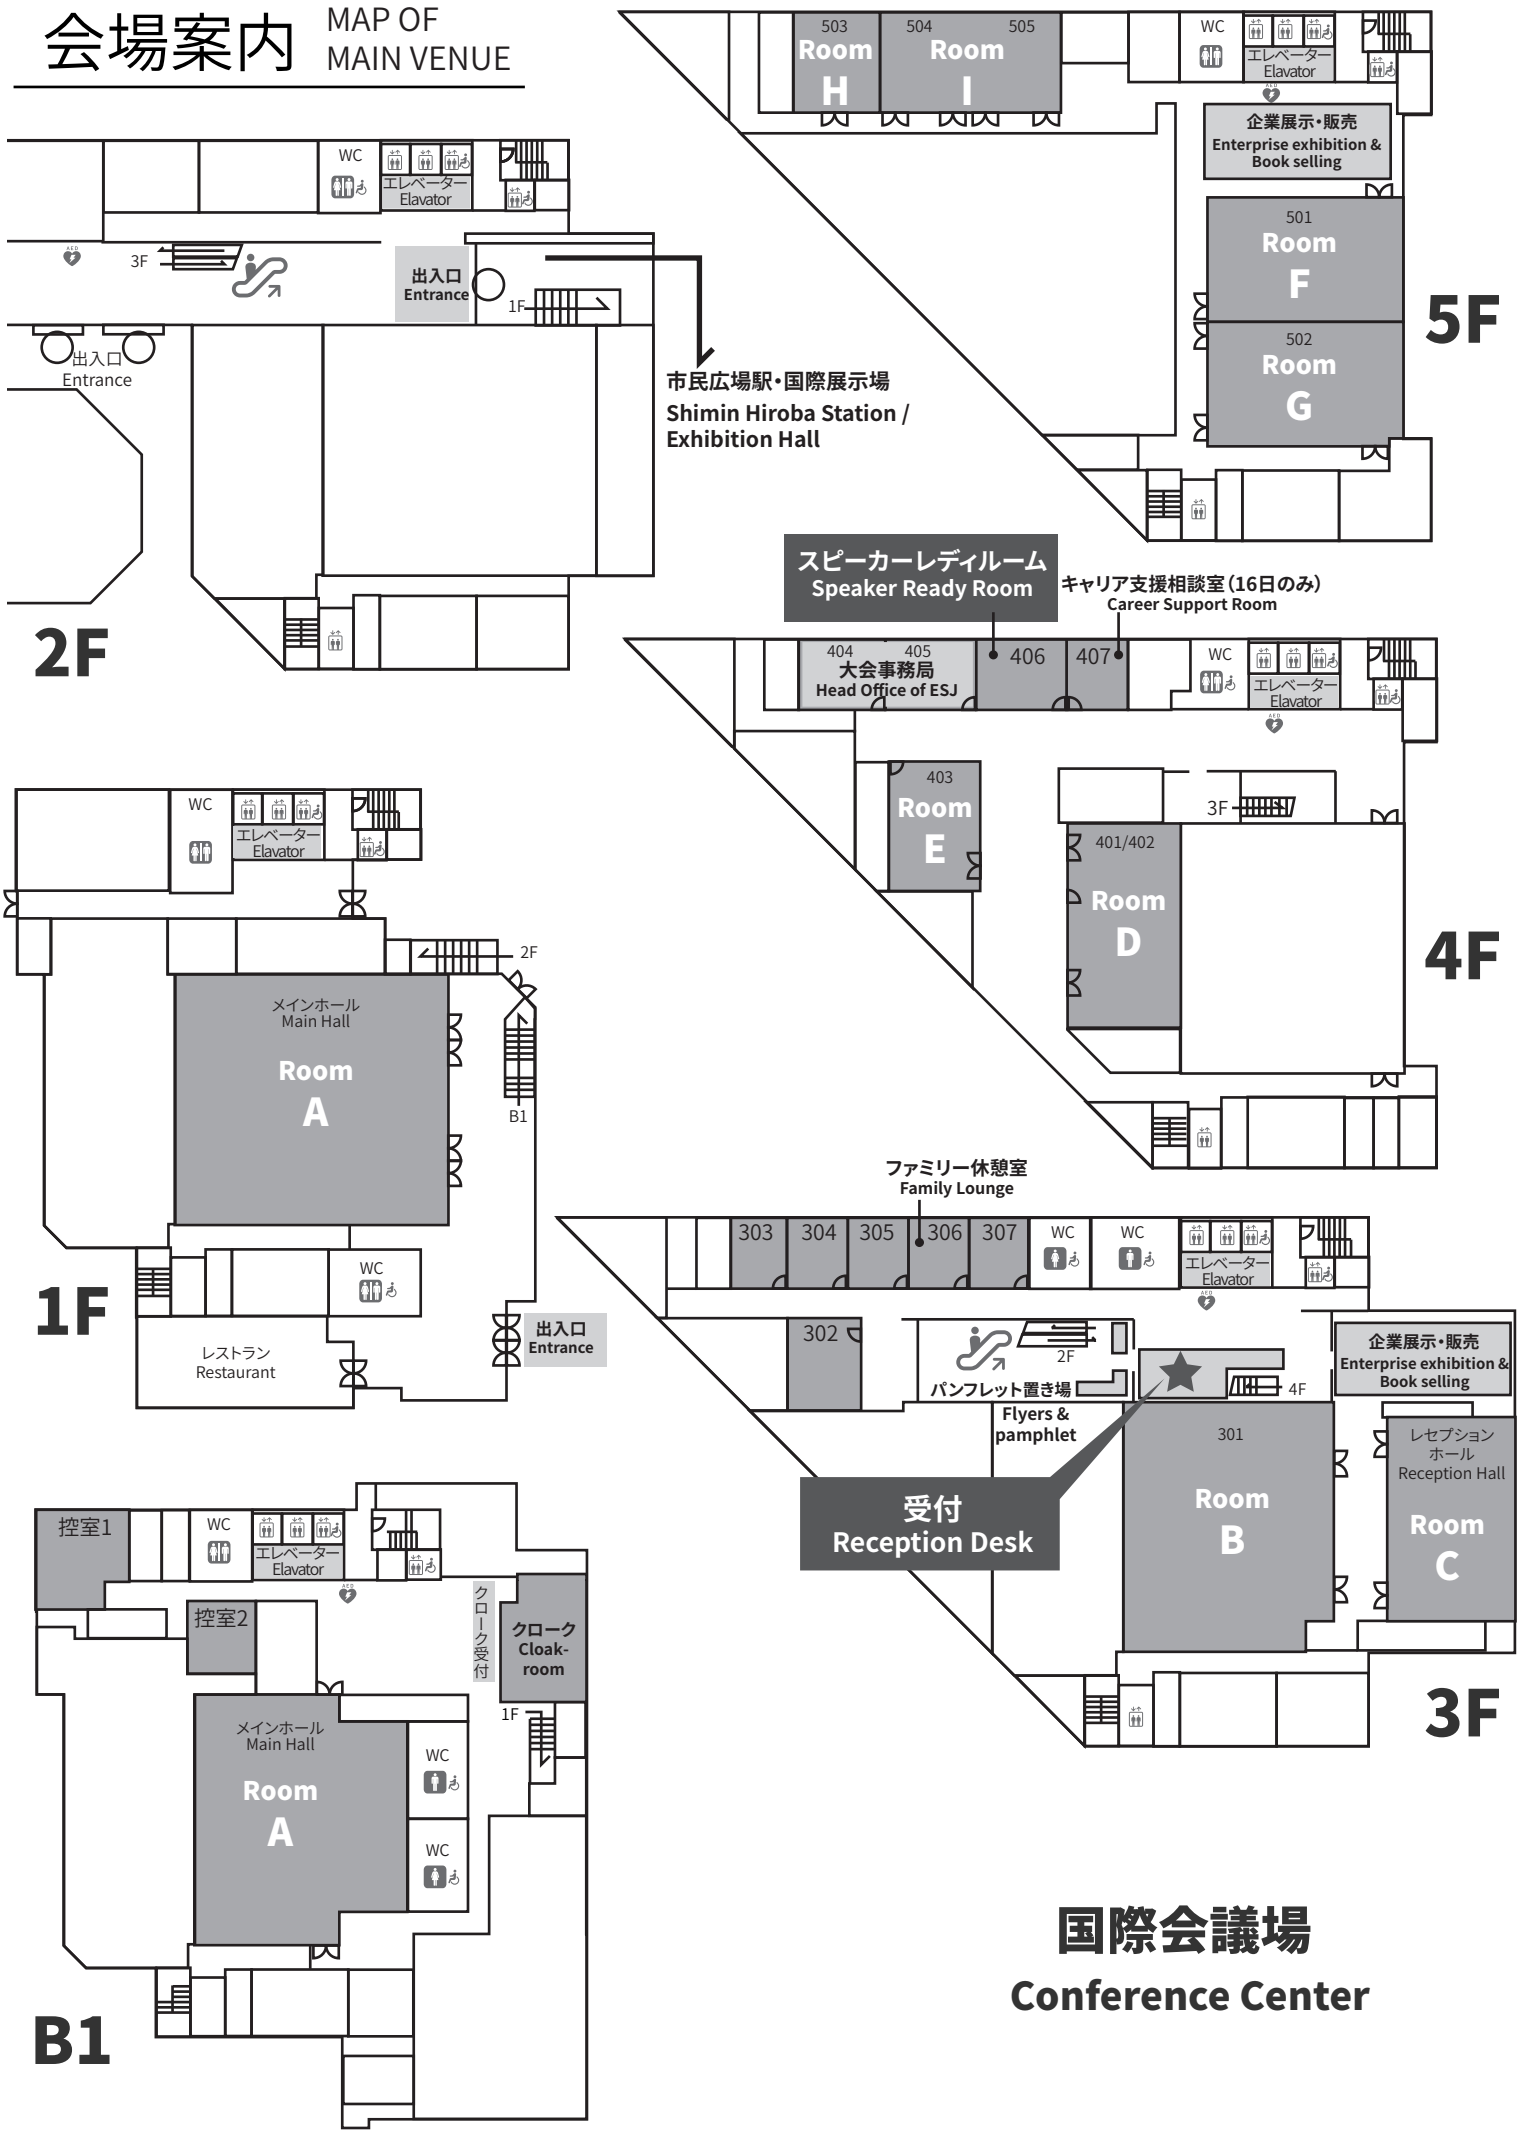 会場案内
MAP OF
MAIN VENUE
WC
エレベーター
Elavator
AED
3F
出入口
Entrance
1F
出入口
Entrance
市民広場駅・国際展示場
Shimin Hiroba Station /
Exhibition Hall
2F
503
Room
H
504
505
Room
I
WC
エレベーター
Elavator
AED
企業展示・販売
Enterprise exhibition &
Book selling
501
Room
F
502
Room
G
5F
スピーカーレディルーム
Speaker Ready Room
キャリア支援相談室（16日のみ）
Career Support Room
404
405
大会事務局
Head Office of ESJ
406
407
WC
エレベーター
Elavator
AED
403
Room
E
3F
401/402
Room
D
4F
WC
エレベーター
Elavator
2F
メインホール
Main Hall
Room
A
B1
WC
レストラン
Restaurant
出入口
Entrance
1F
ファミリー休憩室
Family Lounge
303
304
305
306
307
WC
WC
エレベーター
Elavator
AED
302
2F
パンフレット置き場
Flyers &
pamphlet
4F
企業展示・販売
Enterprise exhibition &
Book selling
受付
Reception Desk
301
Room
B
レセプション
ホール
Reception Hall
Room
C
3F
控室1
WC
エレベーター
Elavator
AED
控室2
クローク受付
クローク
Cloak-
room
1F
メインホール
Main Hall
Room
A
WC
WC
B1
国際会議場
Conference Center